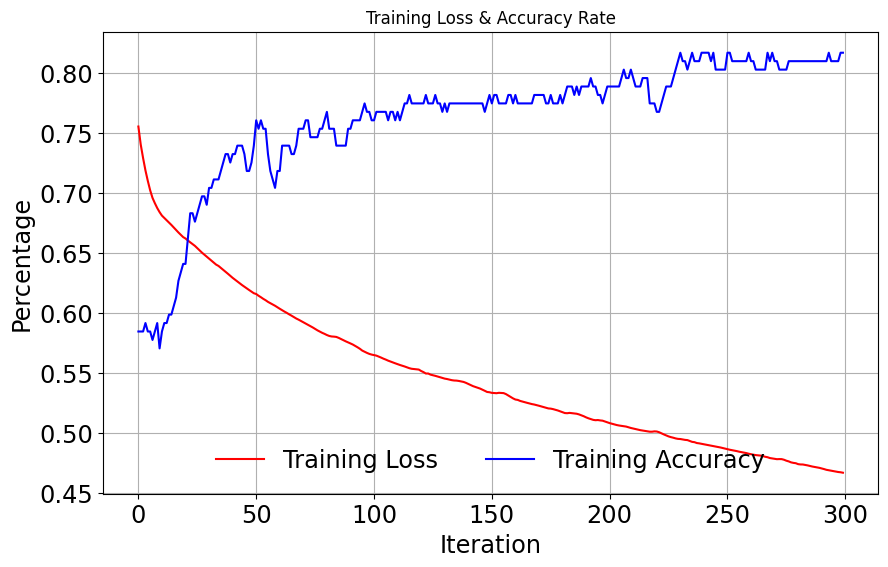 Training Loss & Accuracy Rate
Percentage
0.80
0.75
0.70
0.65
0.60
0.55
0.50
0.45
Training Loss
Training Accuracy
0 50 100 150 200 250 300
Iteration